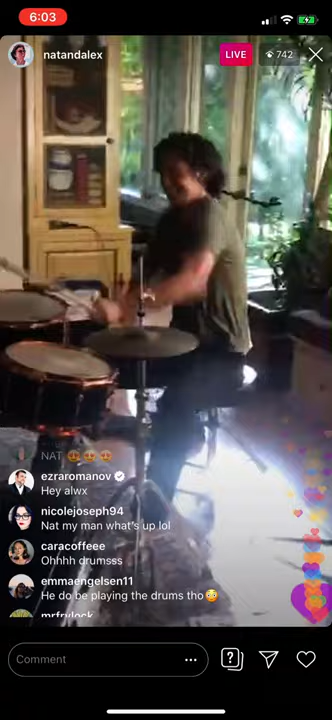 6:03
natandalex
LIVE
742
NAT 😍😍😍
ezraromanov
Hey alwx
nicolejoseph94
Nat my man what's up lol
caracoffeee
Ohhhh drumsss
emmaengelsen11
He do be playing the drums tho😳
mrfrylock
Comment